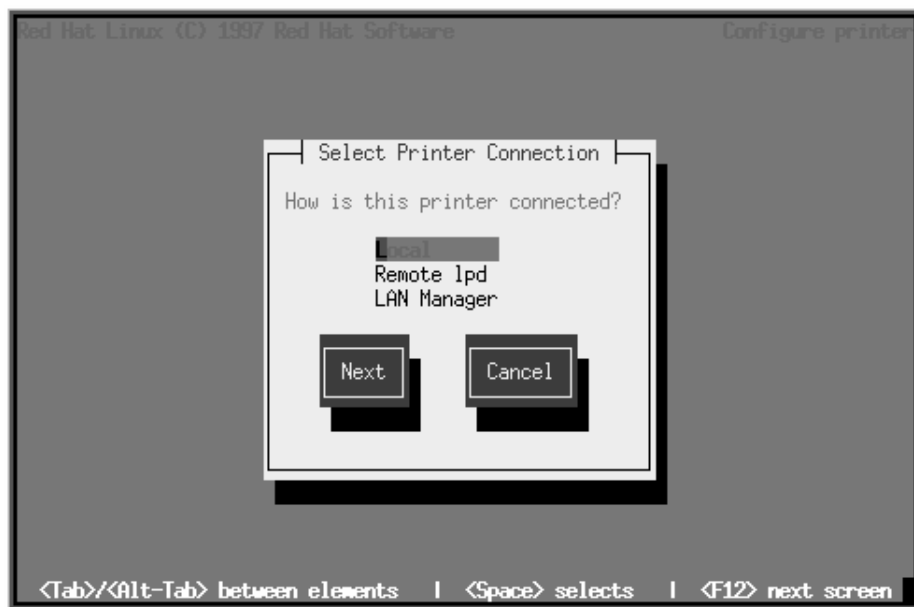 Red Hat Linux (C) 1997 Red Hat Software Configure printer
Select Printer Connection
How is this printer connected?
Local
Remote lpd
LAN Manager
Next Cancel
<Tab>/<Alt-Tab> between elements | <Space> selects | <F12> next screen